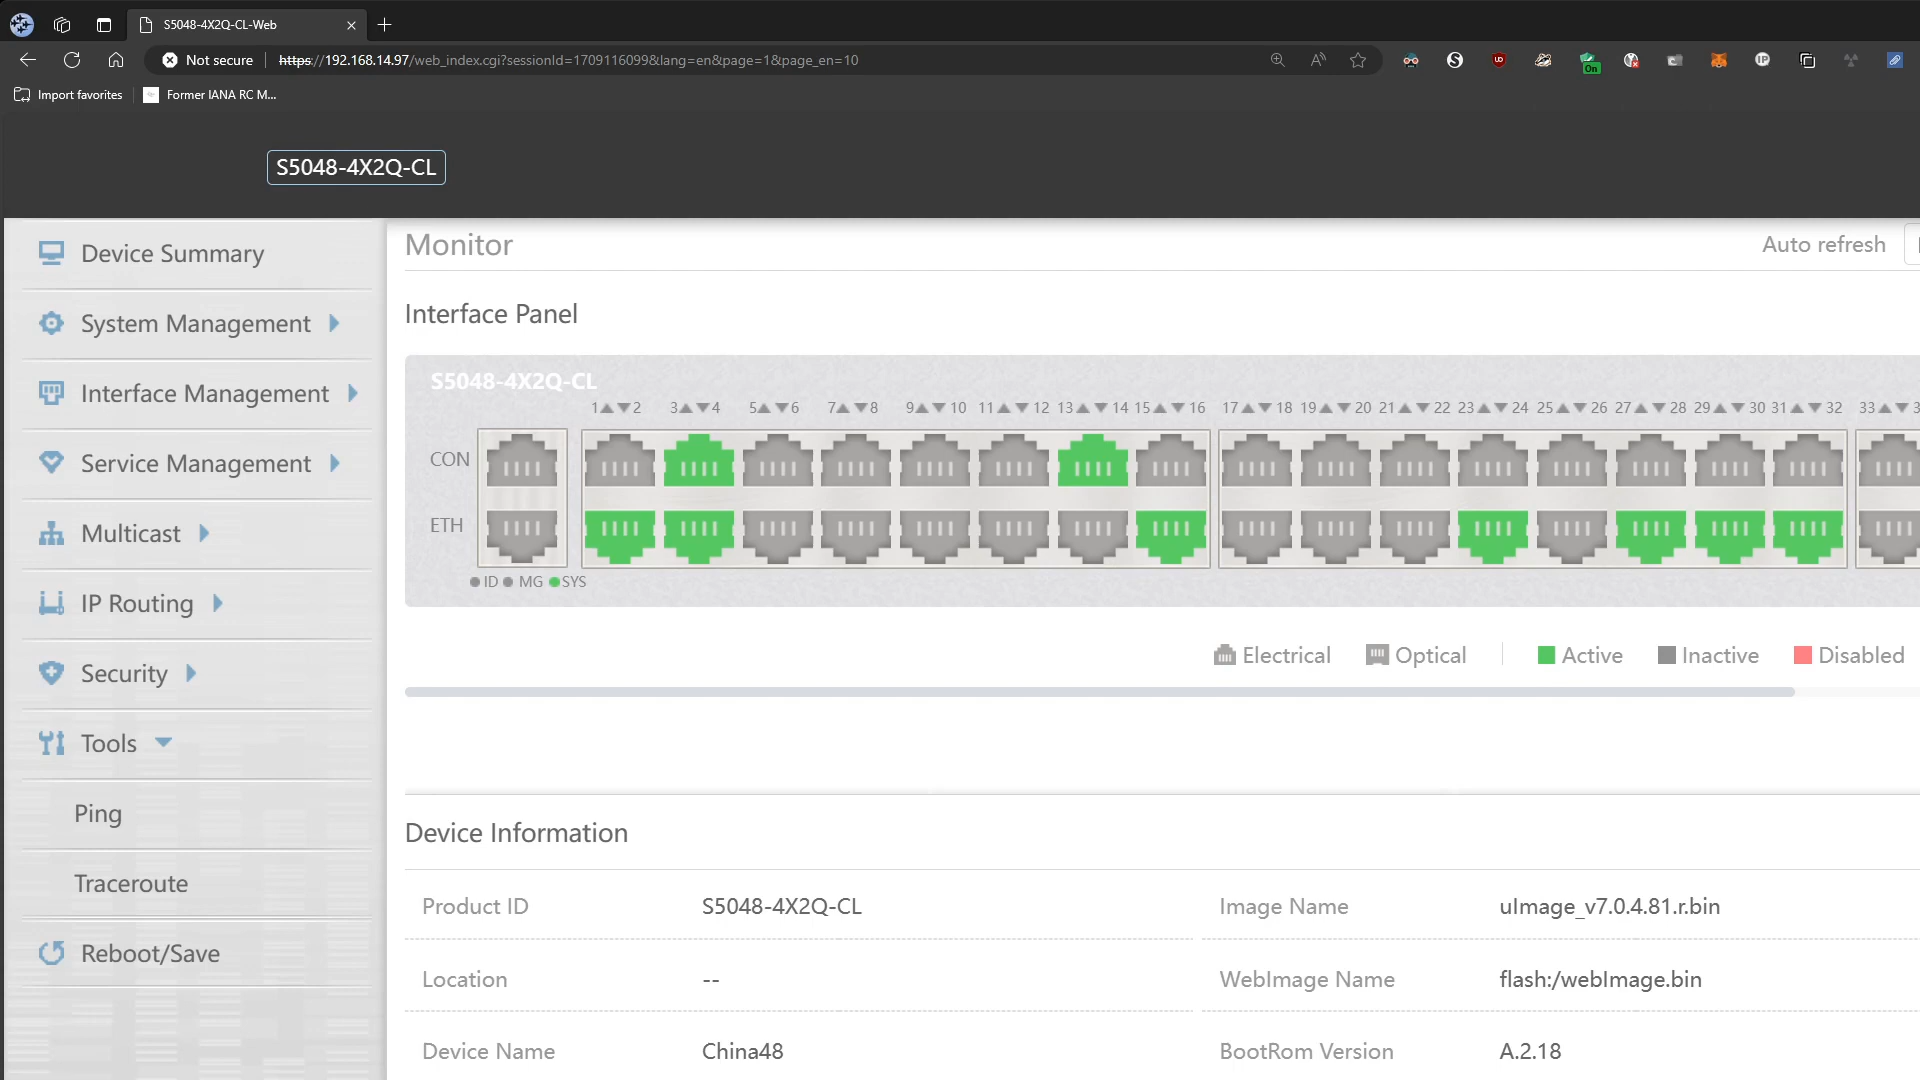 S5048-4X2Q-CL-Web
Not secure
https://192.168.14.97/web_index.cgi?sessionId=1709116099&lang=en&page=1&page_en=10
On
Import favorites
Former IANA RC M...
S5048-4X2Q-CL
Device Summary
System Management
Interface Management
Service Management
Multicast
IP Routing
Security
Tools
Ping
Traceroute
Reboot/Save
Monitor
Auto refresh
Interface Panel
S5048-4X2Q-CL
1▲▼2 3▲▼4 5▲▼6 7▲▼8 9▲▼10 11▲▼12 13▲▼14 15▲▼16 17▲▼18 19▲▼20 21▲▼22 23▲▼24 25▲▼26 27▲▼28 29▲▼30 31▲▼32 33▲▼3
CON
ETH
ID MG SYS
Electrical Optical Active Inactive Disabled
Device Information
Product ID S5048-4X2Q-CL Image Name uImage_v7.0.4.81.r.bin
Location -- WebImage Name flash:/webImage.bin
Device Name China48 BootRom Version A.2.18